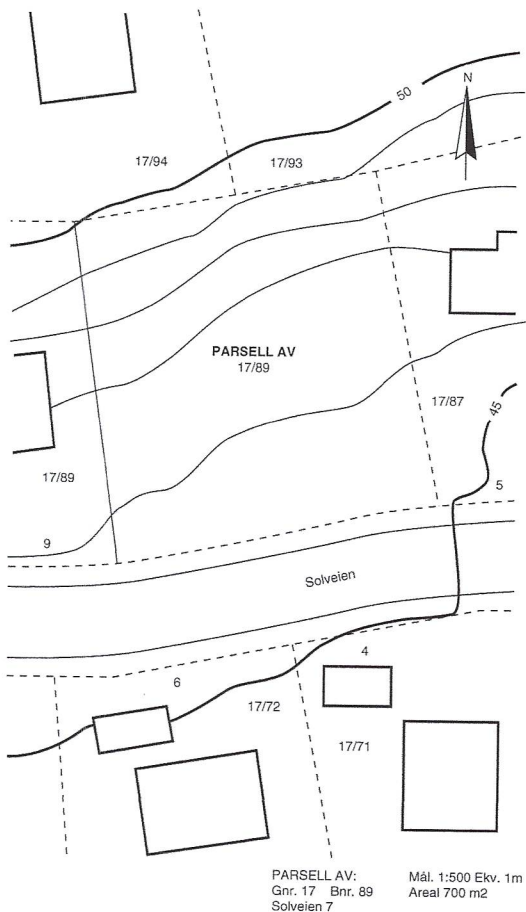 50
N
17/94
17/93
PARSELL AV
17/89
17/87
45
17/89
5
9
Solveien
4
6
17/72
17/71
PARSELL AV:
Gnr. 17 Bnr. 89
Solveien 7
Mål. 1:500 Ekv. 1m
Areal 700 m2